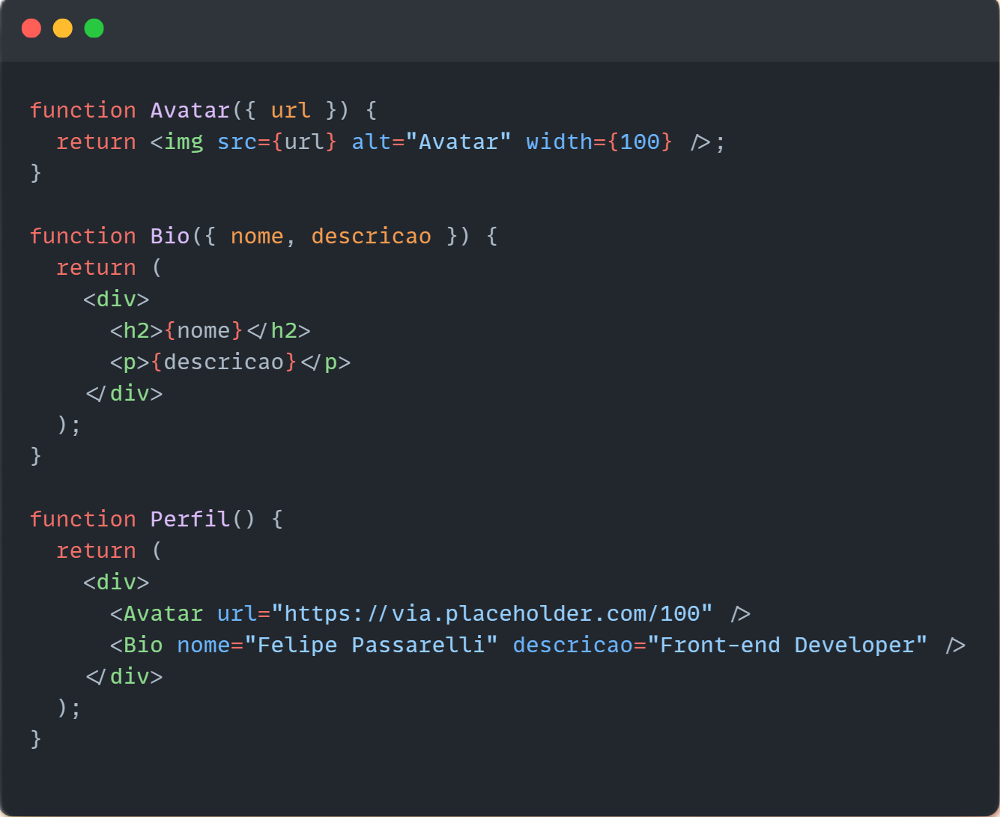 function Avatar({ url }) {
  return <img src={url} alt="Avatar" width={100} />;
}

function Bio({ nome, descricao }) {
  return (
    <div>
      <h2>{nome}</h2>
      <p>{descricao}</p>
    </div>
  );
}

function Perfil() {
  return (
    <div>
      <Avatar url="https://via.placeholder.com/100" />
      <Bio nome="Felipe Passarelli" descricao="Front-end Developer" />
    </div>
  );
}